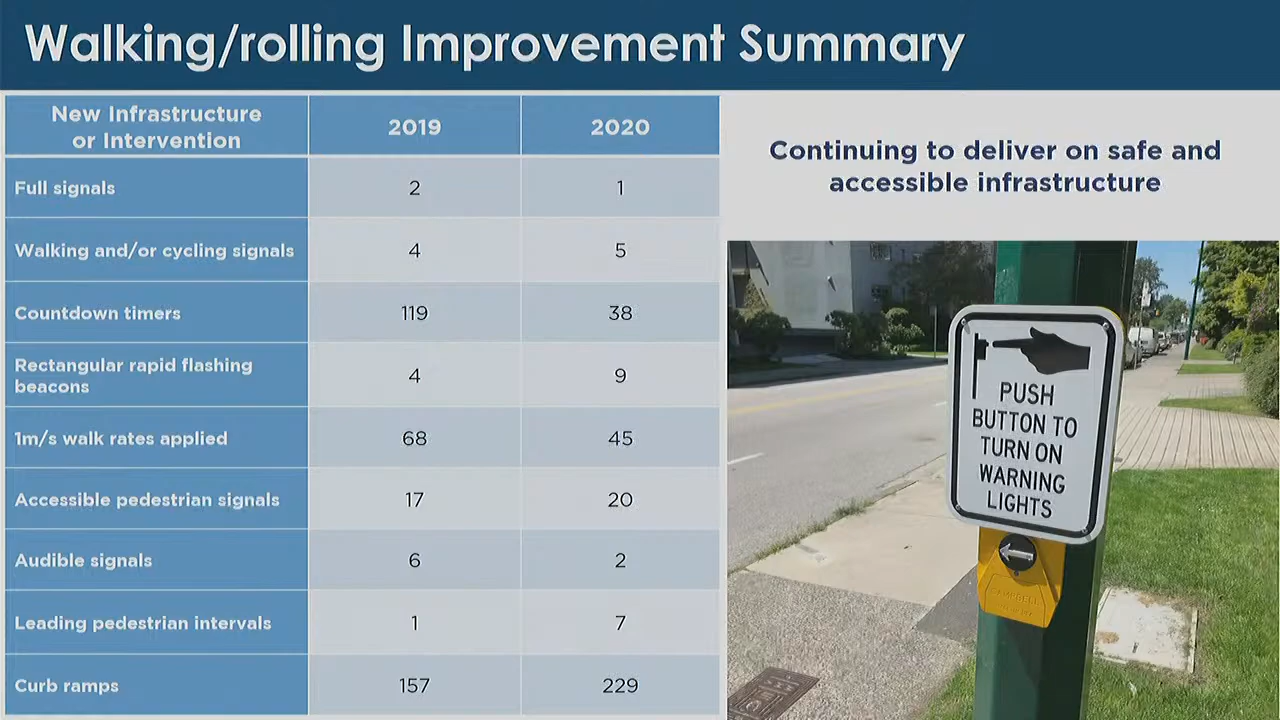 Walking/rolling Improvement Summary
New Infrastructure
or Intervention
2019
2020
Full signals
2
1
Walking and/or cycling signals
4
5
Countdown timers
119
38
Rectangular rapid flashing
beacons
4
9
1m/s walk rates applied
68
45
Accessible pedestrian signals
17
20
Audible signals
6
2
Leading pedestrian intervals
1
7
Curb ramps
157
229
Continuing to deliver on safe and
accessible infrastructure
PUSH
BUTTON TO
TURN ON
WARNING
LIGHTS
CAMPBELL